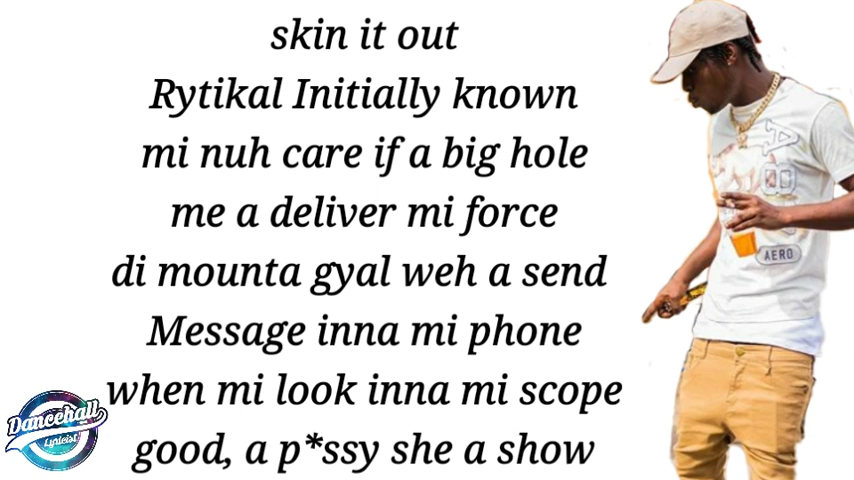 skin it out
Rytikal Initially known
mi nuh care if a big hole
me a deliver mi force
di mounta gyal weh a send
Message inna mi phone
when mi look inna mi scope
good, a p*ssy she a show
Dancehall
Lyricist
AERO